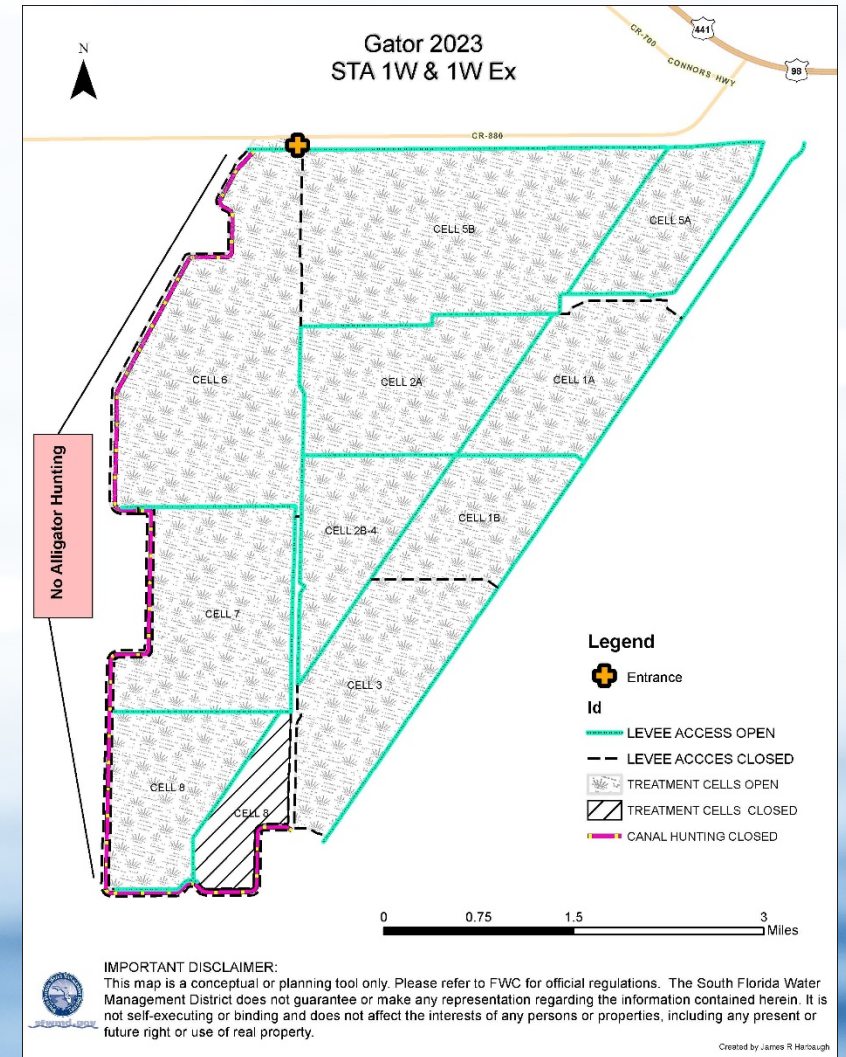 Gator 2023
STA 1W & 1W Ex
N
441
CR-700
CONNORS HWY
98
CR-880
CELL 5A
CELL 5B
CELL 6
CELL 2A
CELL 1A
No Alligator Hunting
CELL 2B-4
CELL 1B
CELL 7
CELL 3
CELL 8
CELL 8
Legend
Entrance
Id
LEVEE ACCESS OPEN
LEVEE ACCCES CLOSED
TREATMENT CELLS OPEN
TREATMENT CELLS CLOSED
CANAL HUNTING CLOSED
0 0.75 1.5 3
Miles
IMPORTANT DISCLAIMER:
This map is a conceptual or planning tool only. Please refer to FWC for official regulations. The South Florida Water
Management District does not guarantee or make any representation regarding the information contained herein. It is
not self-executing or binding and does not affect the interests of any persons or properties, including any present or
future right or use of real property.
sfwmd.gov
Created by James R Harbaugh